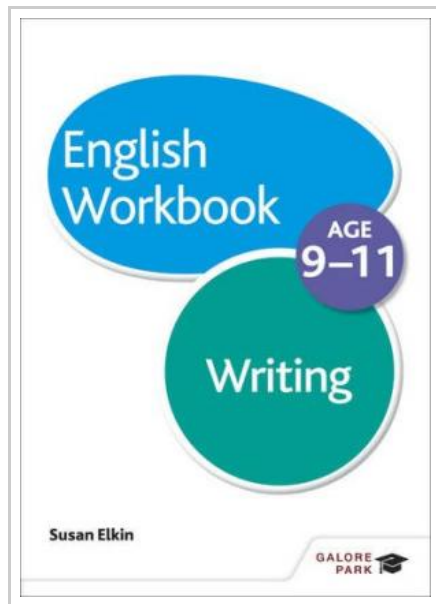 English
Workbook
AGE
9–11
Writing
Susan Elkin
GALORE
PARK